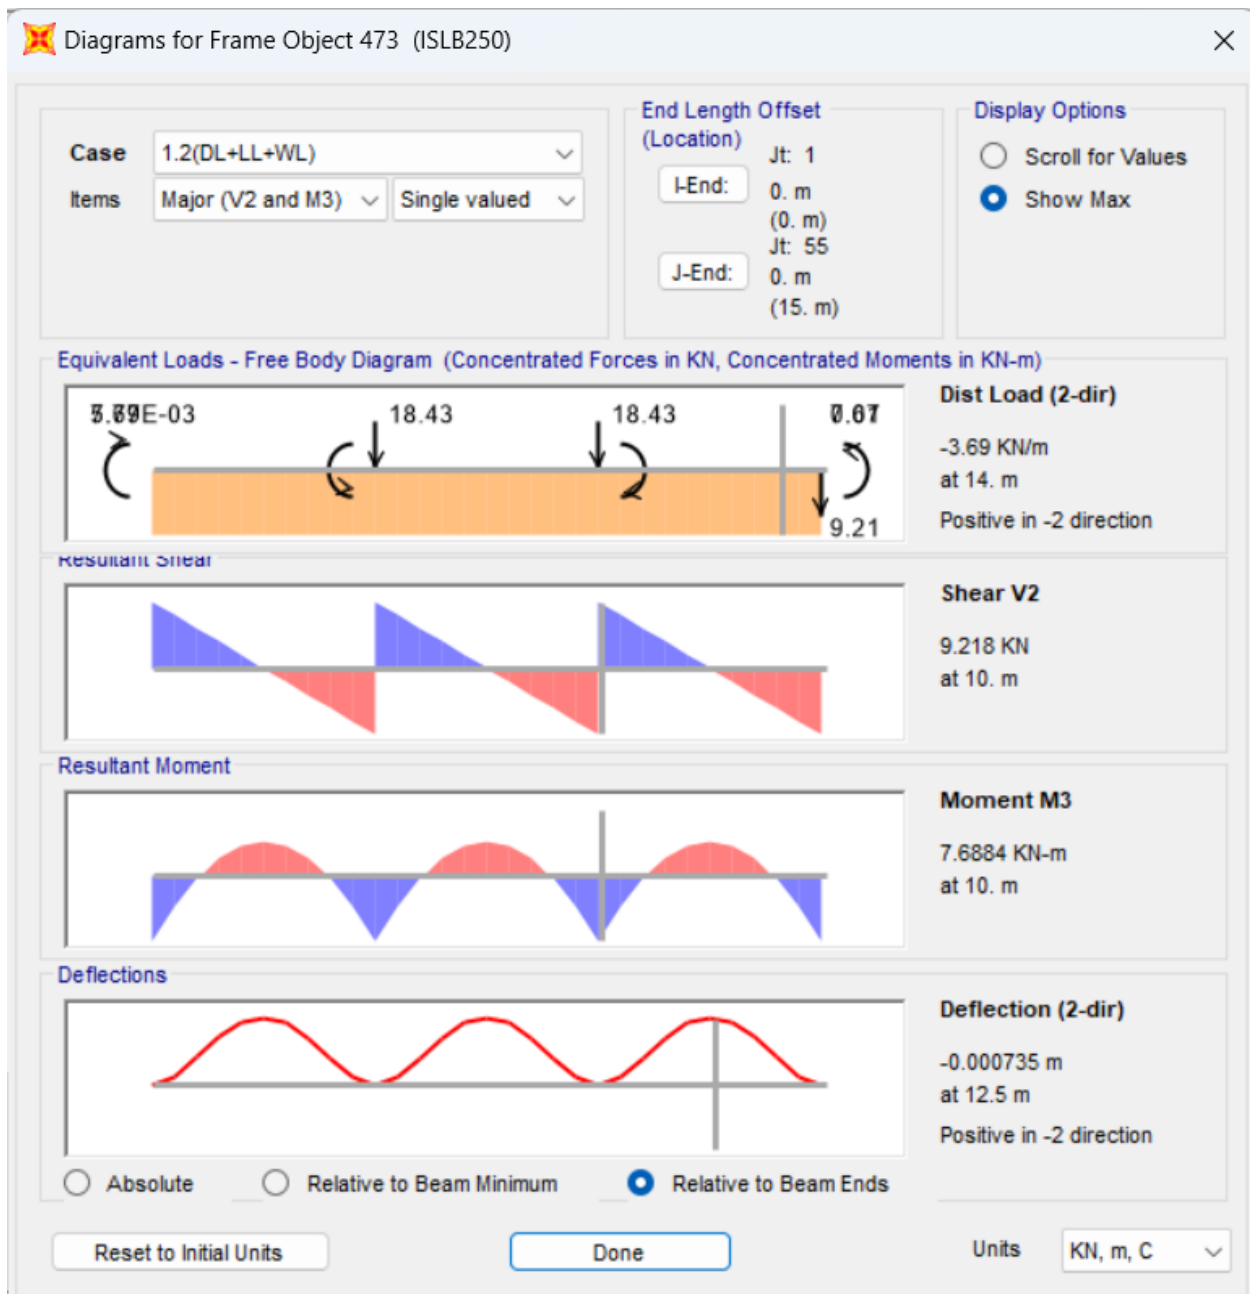 Diagrams for Frame Object 473 (ISLB250)
Case 1.2(DL+LL+WL)
Items Major (V2 and M3) Single valued
End Length Offset
(Location)
I-End:
Jt: 1
0. m
(0. m)
J-End:
Jt: 55
0. m
(15. m)
Display Options
Scroll for Values
Show Max
Equivalent Loads - Free Body Diagram (Concentrated Forces in KN, Concentrated Moments in KN-m)
18.43 18.43
9.21
Dist Load (2-dir)
-3.69 KN/m
at 14. m
Positive in -2 direction
Resultant Shear
Shear V2
9.218 KN
at 10. m
Resultant Moment
Moment M3
7.6884 KN-m
at 10. m
Deflections
Deflection (2-dir)
-0.000735 m
at 12.5 m
Positive in -2 direction
Absolute Relative to Beam Minimum Relative to Beam Ends
Reset to Initial Units Done Units KN, m, C